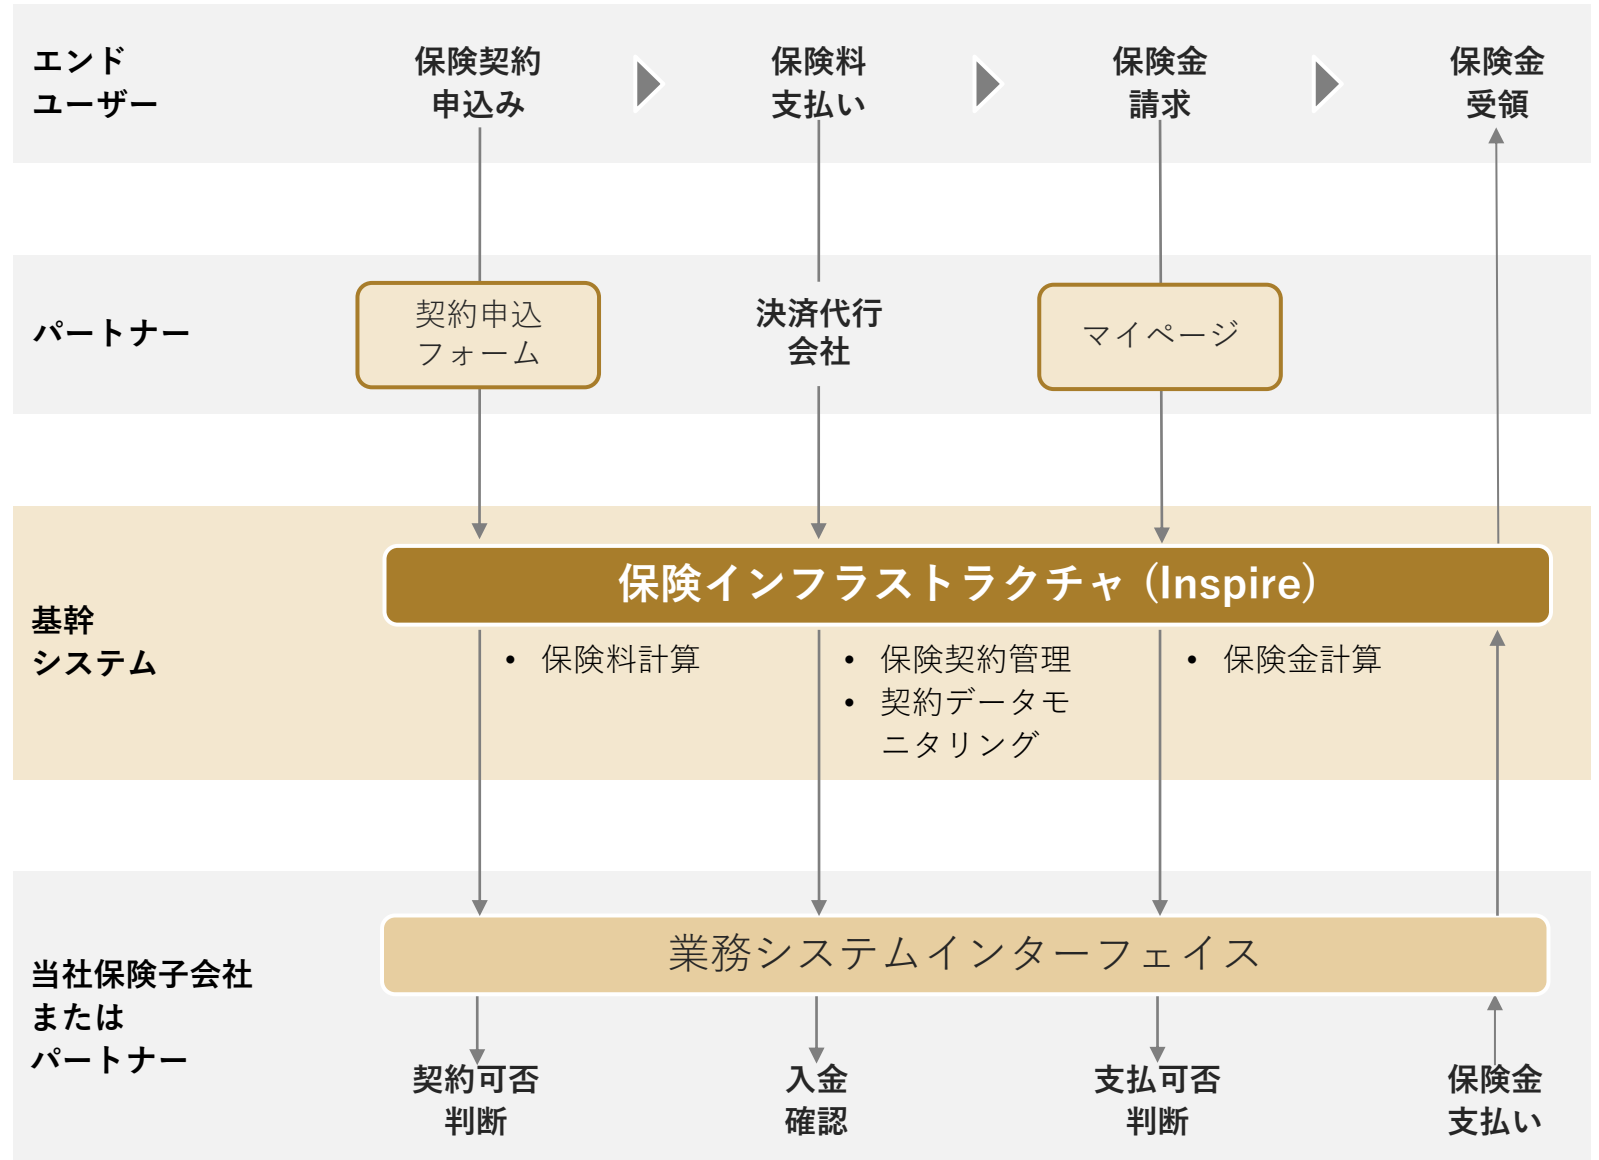 エンド
ユーザー
保険契約
申込み
保険料
支払い
保険金
請求
保険金
受領
パートナー
契約申込
フォーム
決済代行
会社
マイページ
基幹
システム
保険インフラストラクチャ (Inspire)
• 保険料計算
• 保険契約管理
• 契約データモ
ニタリング
• 保険金計算
当社保険子会社
または
パートナー
業務システムインターフェイス
契約可否
判断
入金
確認
支払可否
判断
保険金
支払い